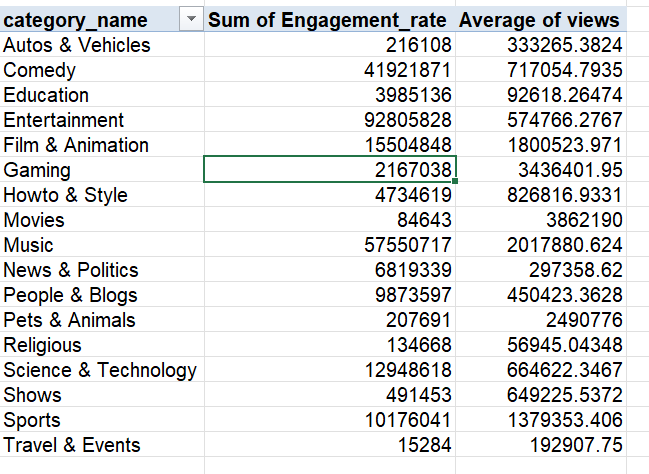 category_name Sum of Engagement_rate Average of views
Autos & Vehicles 216108 333265.3824
Comedy 41921871 717054.7935
Education 3985136 92618.26474
Entertainment 92805828 574766.2767
Film & Animation 15504848 1800523.971
Gaming 2167038 3436401.95
Howto & Style 4734619 826816.9331
Movies 84643 3862190
Music 57550717 2017880.624
News & Politics 6819339 297358.62
People & Blogs 9873597 450423.3628
Pets & Animals 207691 2490776
Religious 134668 56945.04348
Science & Technology 12948618 664622.3467
Shows 491453 649225.5372
Sports 10176041 1379353.406
Travel & Events 15284 192907.75